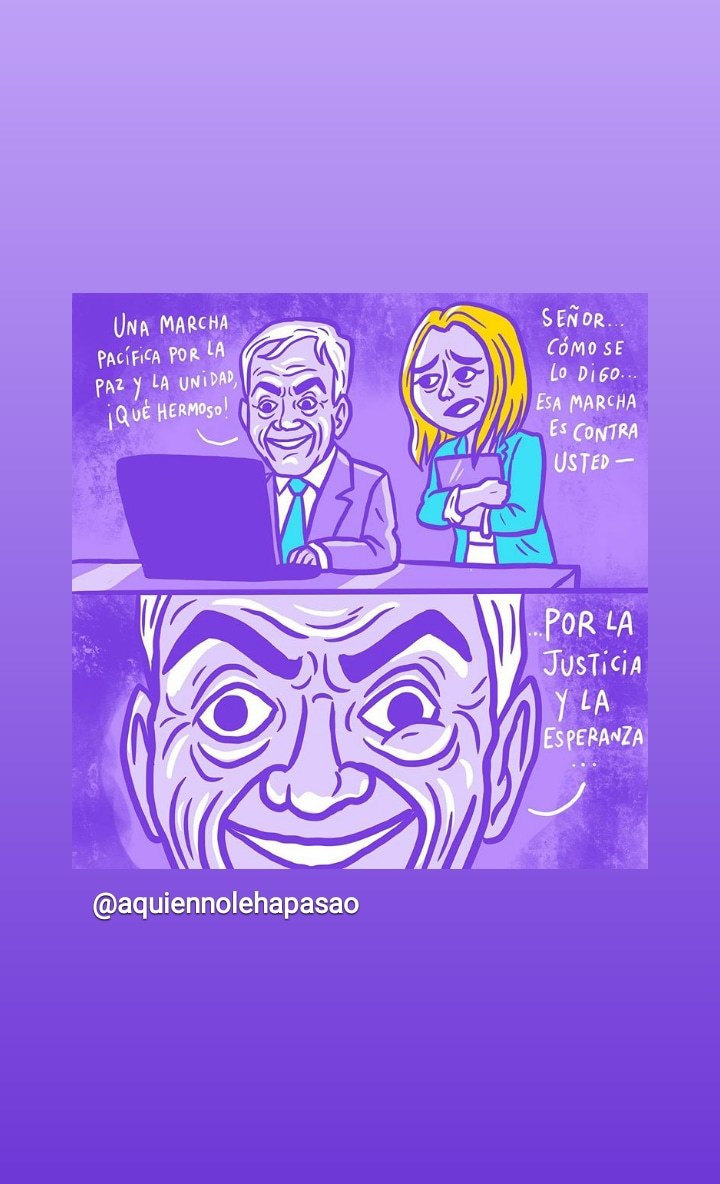 UNA MARCHA
PACÍFICA POR LA
PAZ Y LA UNIDAD,
¡QUÉ HERMOSO!
SEÑOR...
CÓMO SE
LO DIGO...
ESA MARCHA
ES CONTRA
USTED—
...POR LA
JUSTICIA
Y LA
ESPERANZA
...
@aquiennolehapasao